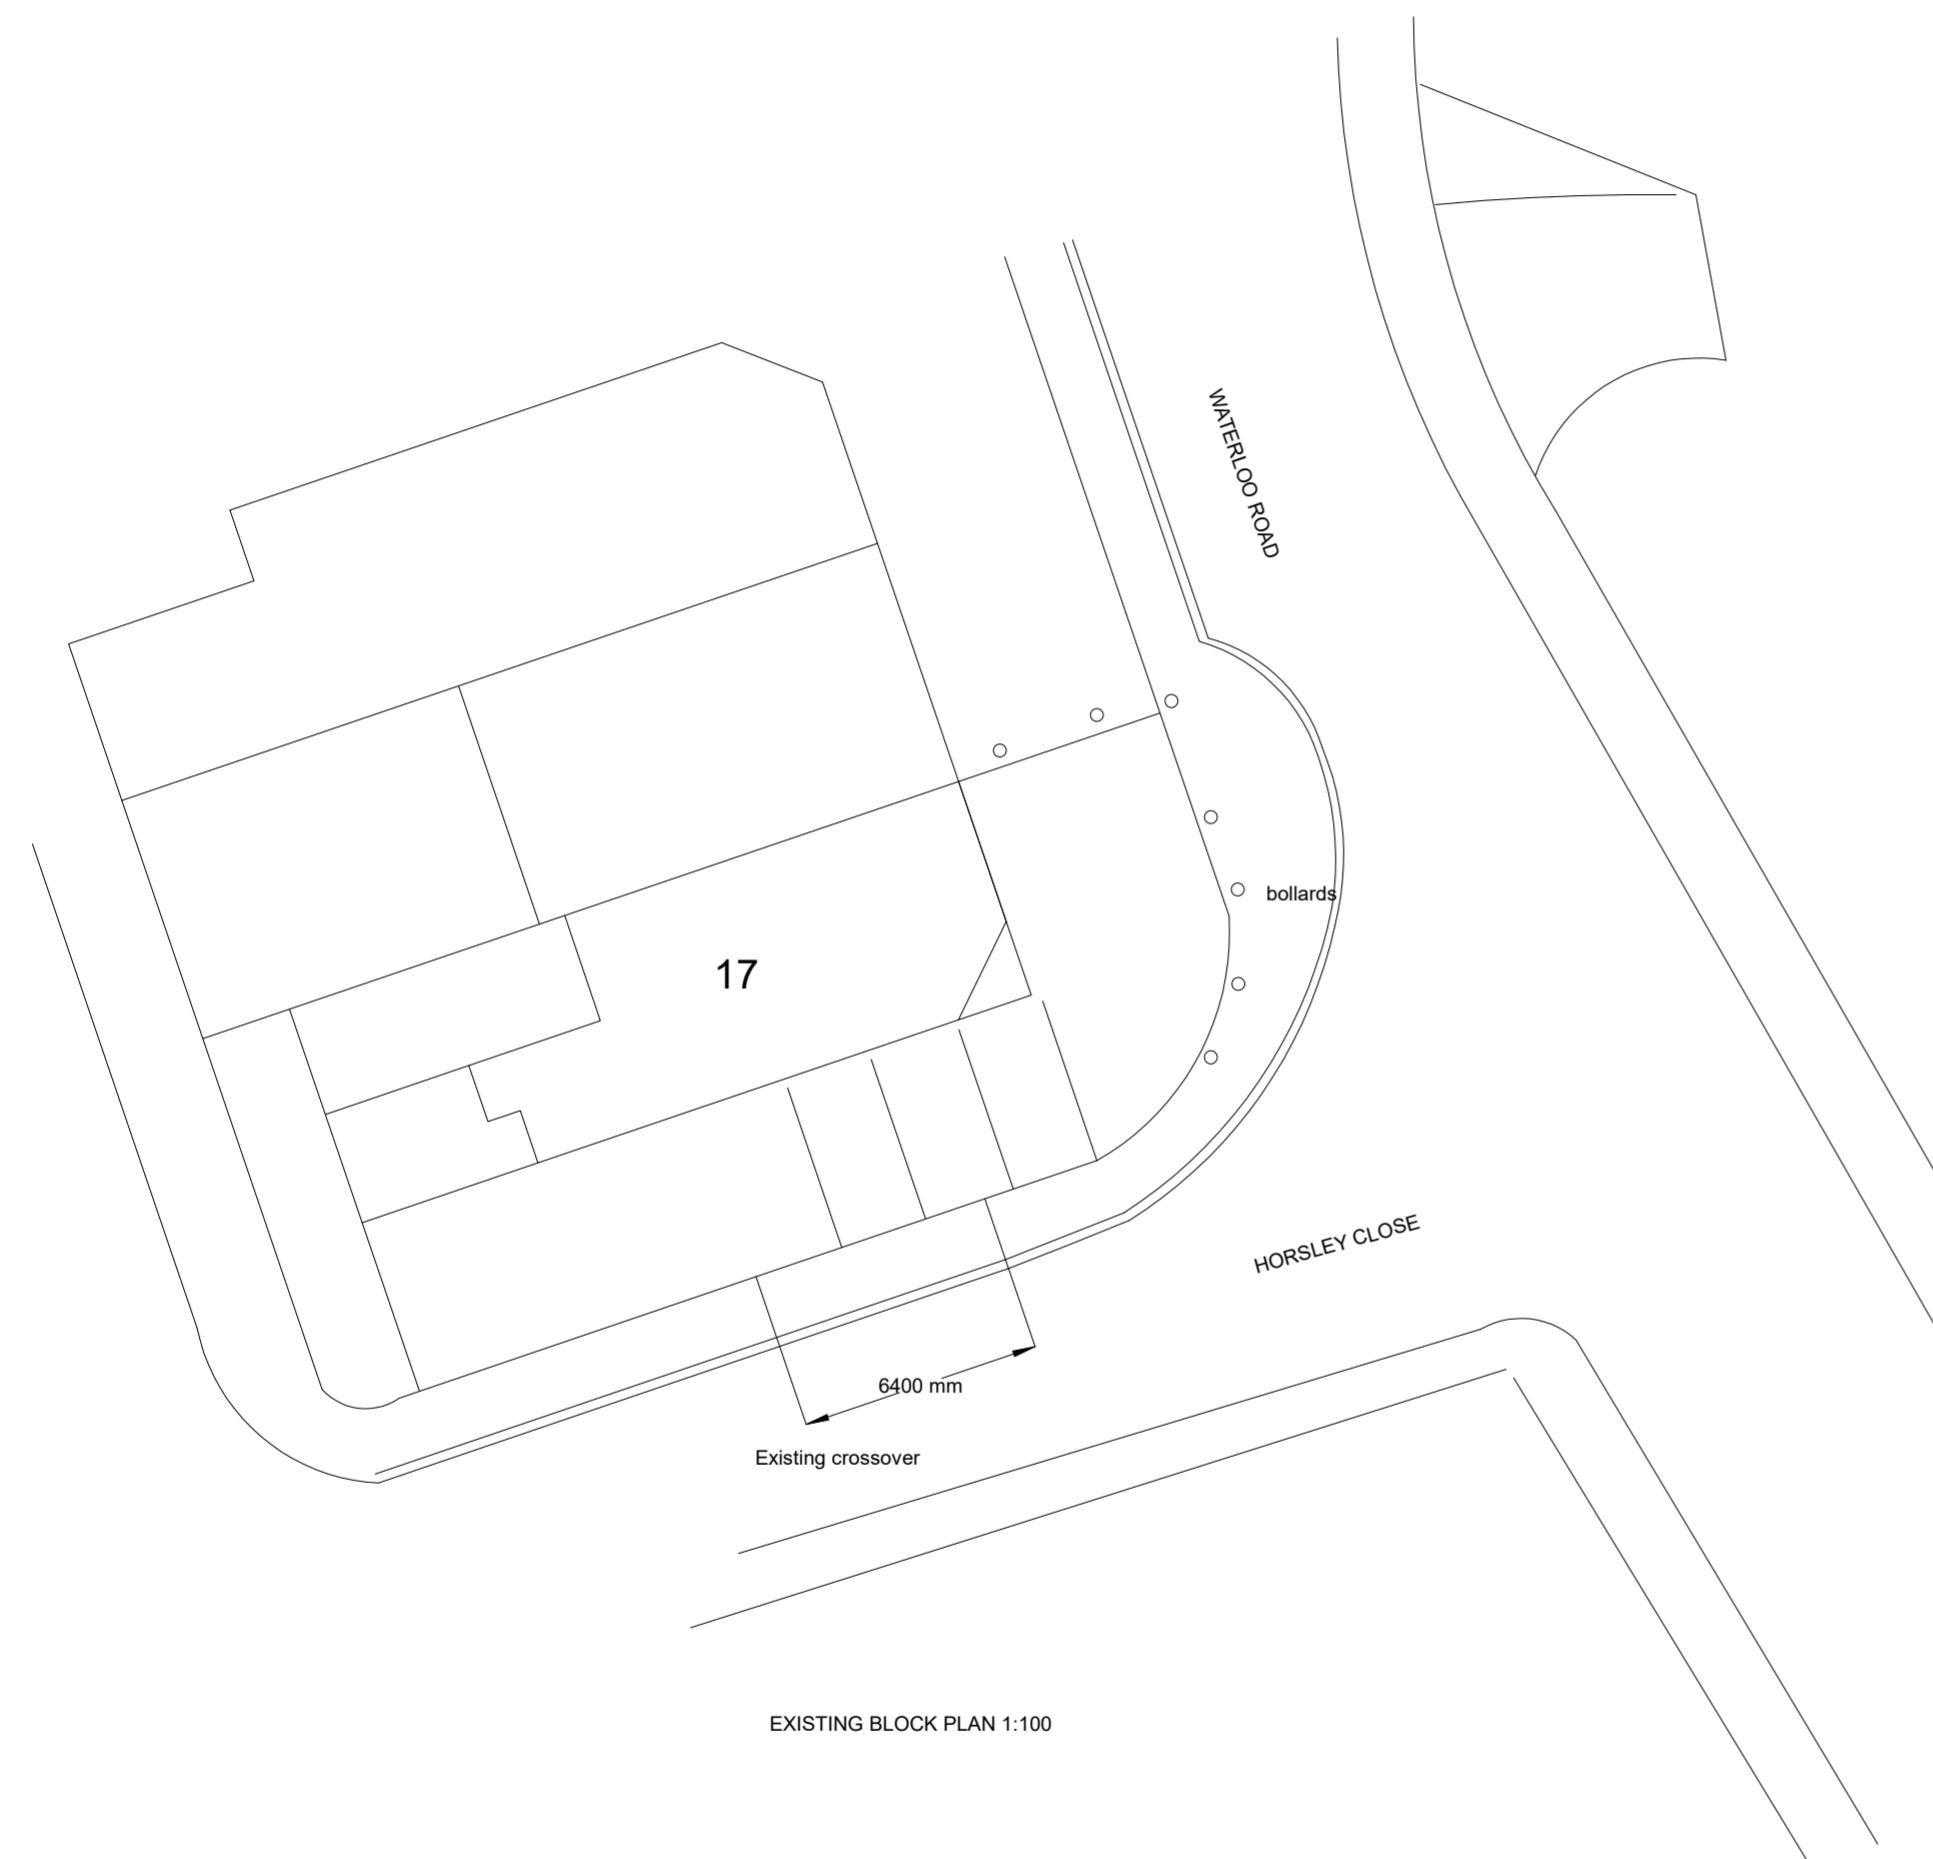 WATERLOO ROAD
bollards
17
HORSLEY CLOSE
6400 mm
Existing crossover
EXISTING BLOCK PLAN 1:100